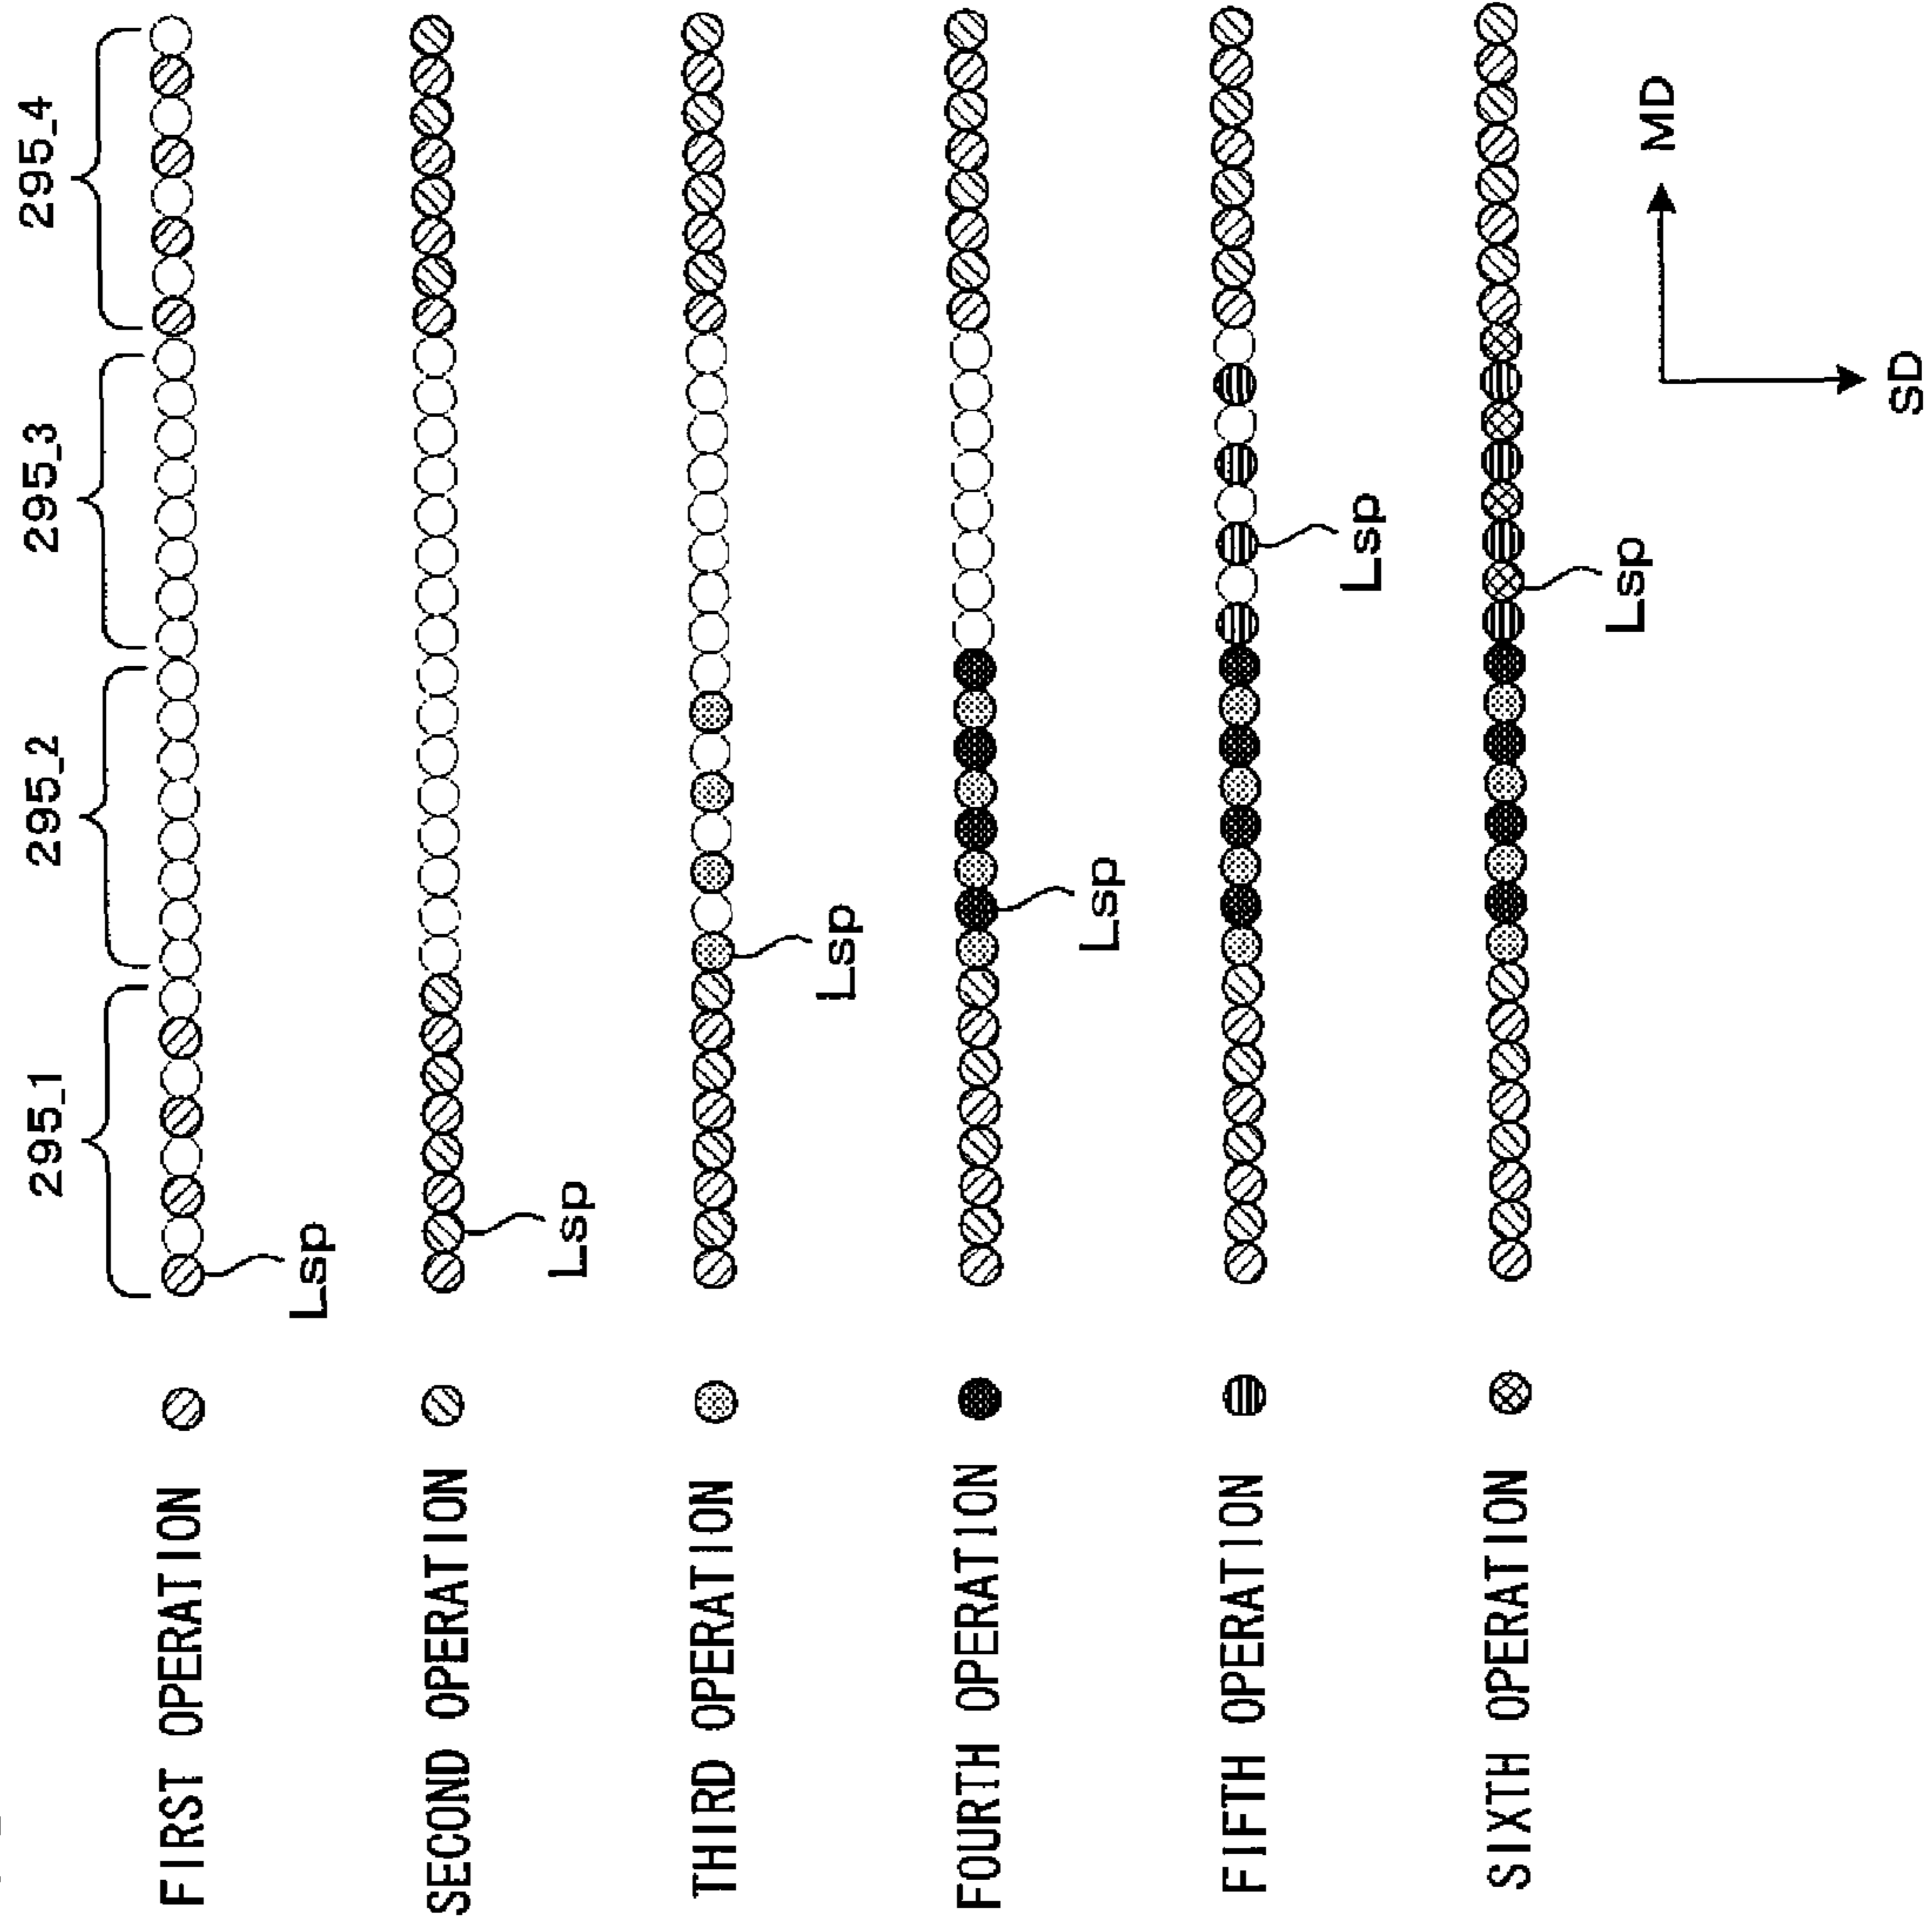 295_1
295_2
295_3
295_4
FIRST OPERATION
Lsp
SECOND OPERATION
Lsp
THIRD OPERATION
Lsp
FOURTH OPERATION
Lsp
FIFTH OPERATION
Lsp
SIXTH OPERATION
Lsp
MD
SD